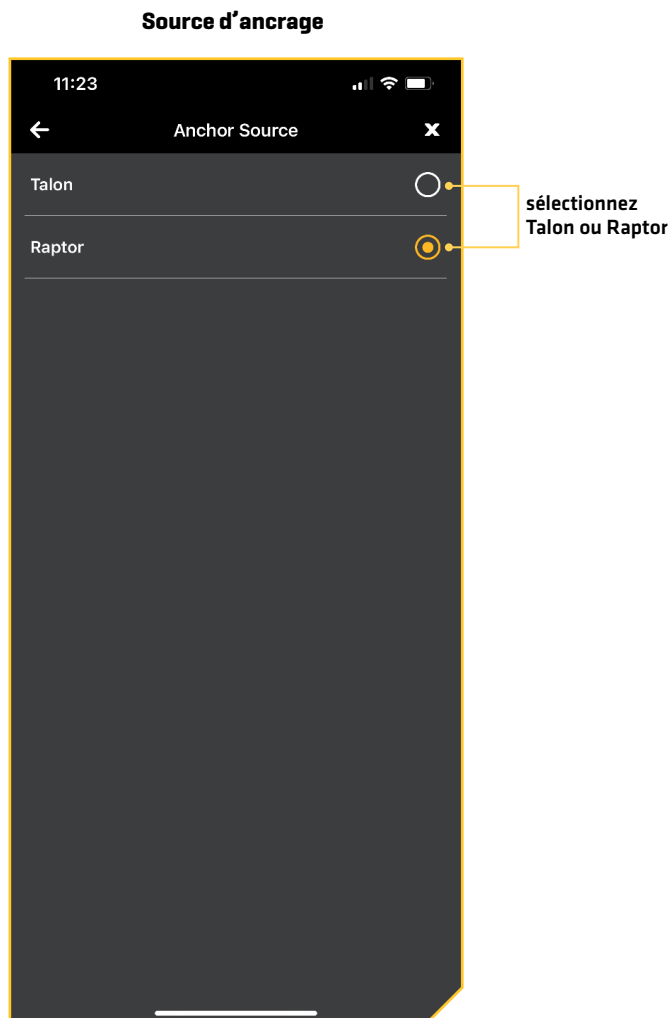 Source d’ancrage
11:23
Anchor Source
Talon
sélectionnez
Talon ou Raptor
Raptor